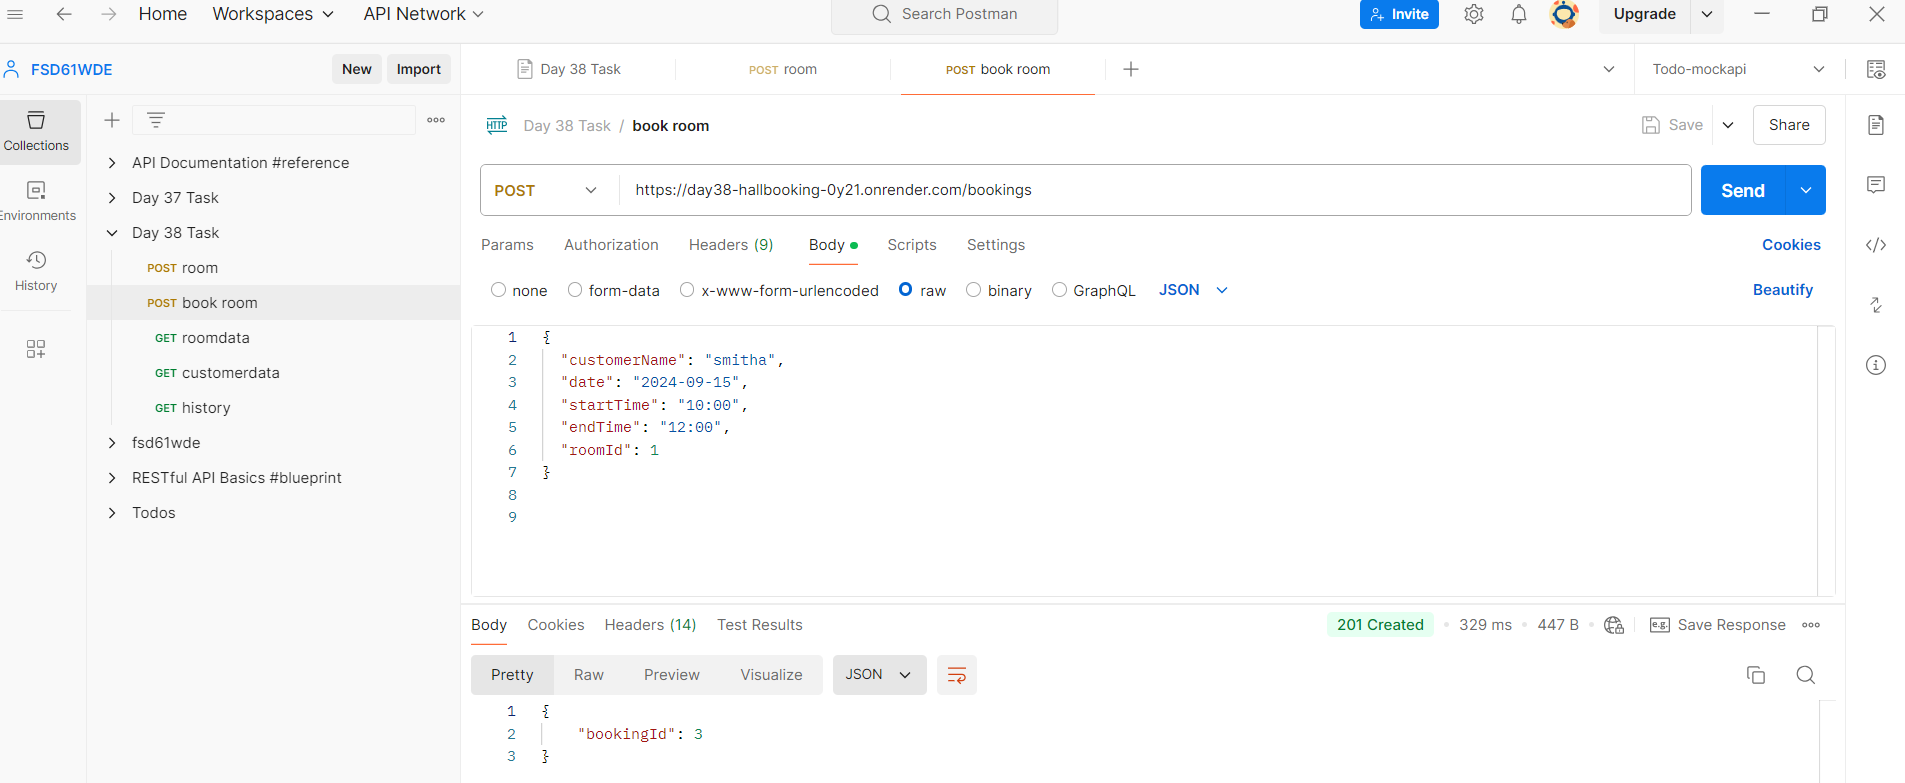 Home Workspaces API Network Search Postman Invite Upgrade
FSD61WDE New Import Day 38 Task POST room POST book room Todo-mockapi
Collections
Environments
History
API Documentation #reference
Day 37 Task
Day 38 Task
POST room
POST book room
GET roomdata
GET customerdata
GET history
fsd61wde
RESTful API Basics #blueprint
Todos
HTTP Day 38 Task / book room Save Share
POST https://day38-hallbooking-0y21.onrender.com/bookings Send
Params Authorization Headers (9) Body Scripts Settings Cookies
none form-data x-www-form-urlencoded raw binary GraphQL JSON Beautify
1 {
2 "customerName": "smitha",
3 "date": "2024-09-15",
4 "startTime": "10:00",
5 "endTime": "12:00",
6 "roomId": 1
7 }
8
9
Body Cookies Headers (14) Test Results 201 Created 329 ms 447 B e.g. Save Response
Pretty Raw Preview Visualize JSON
1 {
2 "bookingId": 3
3 }